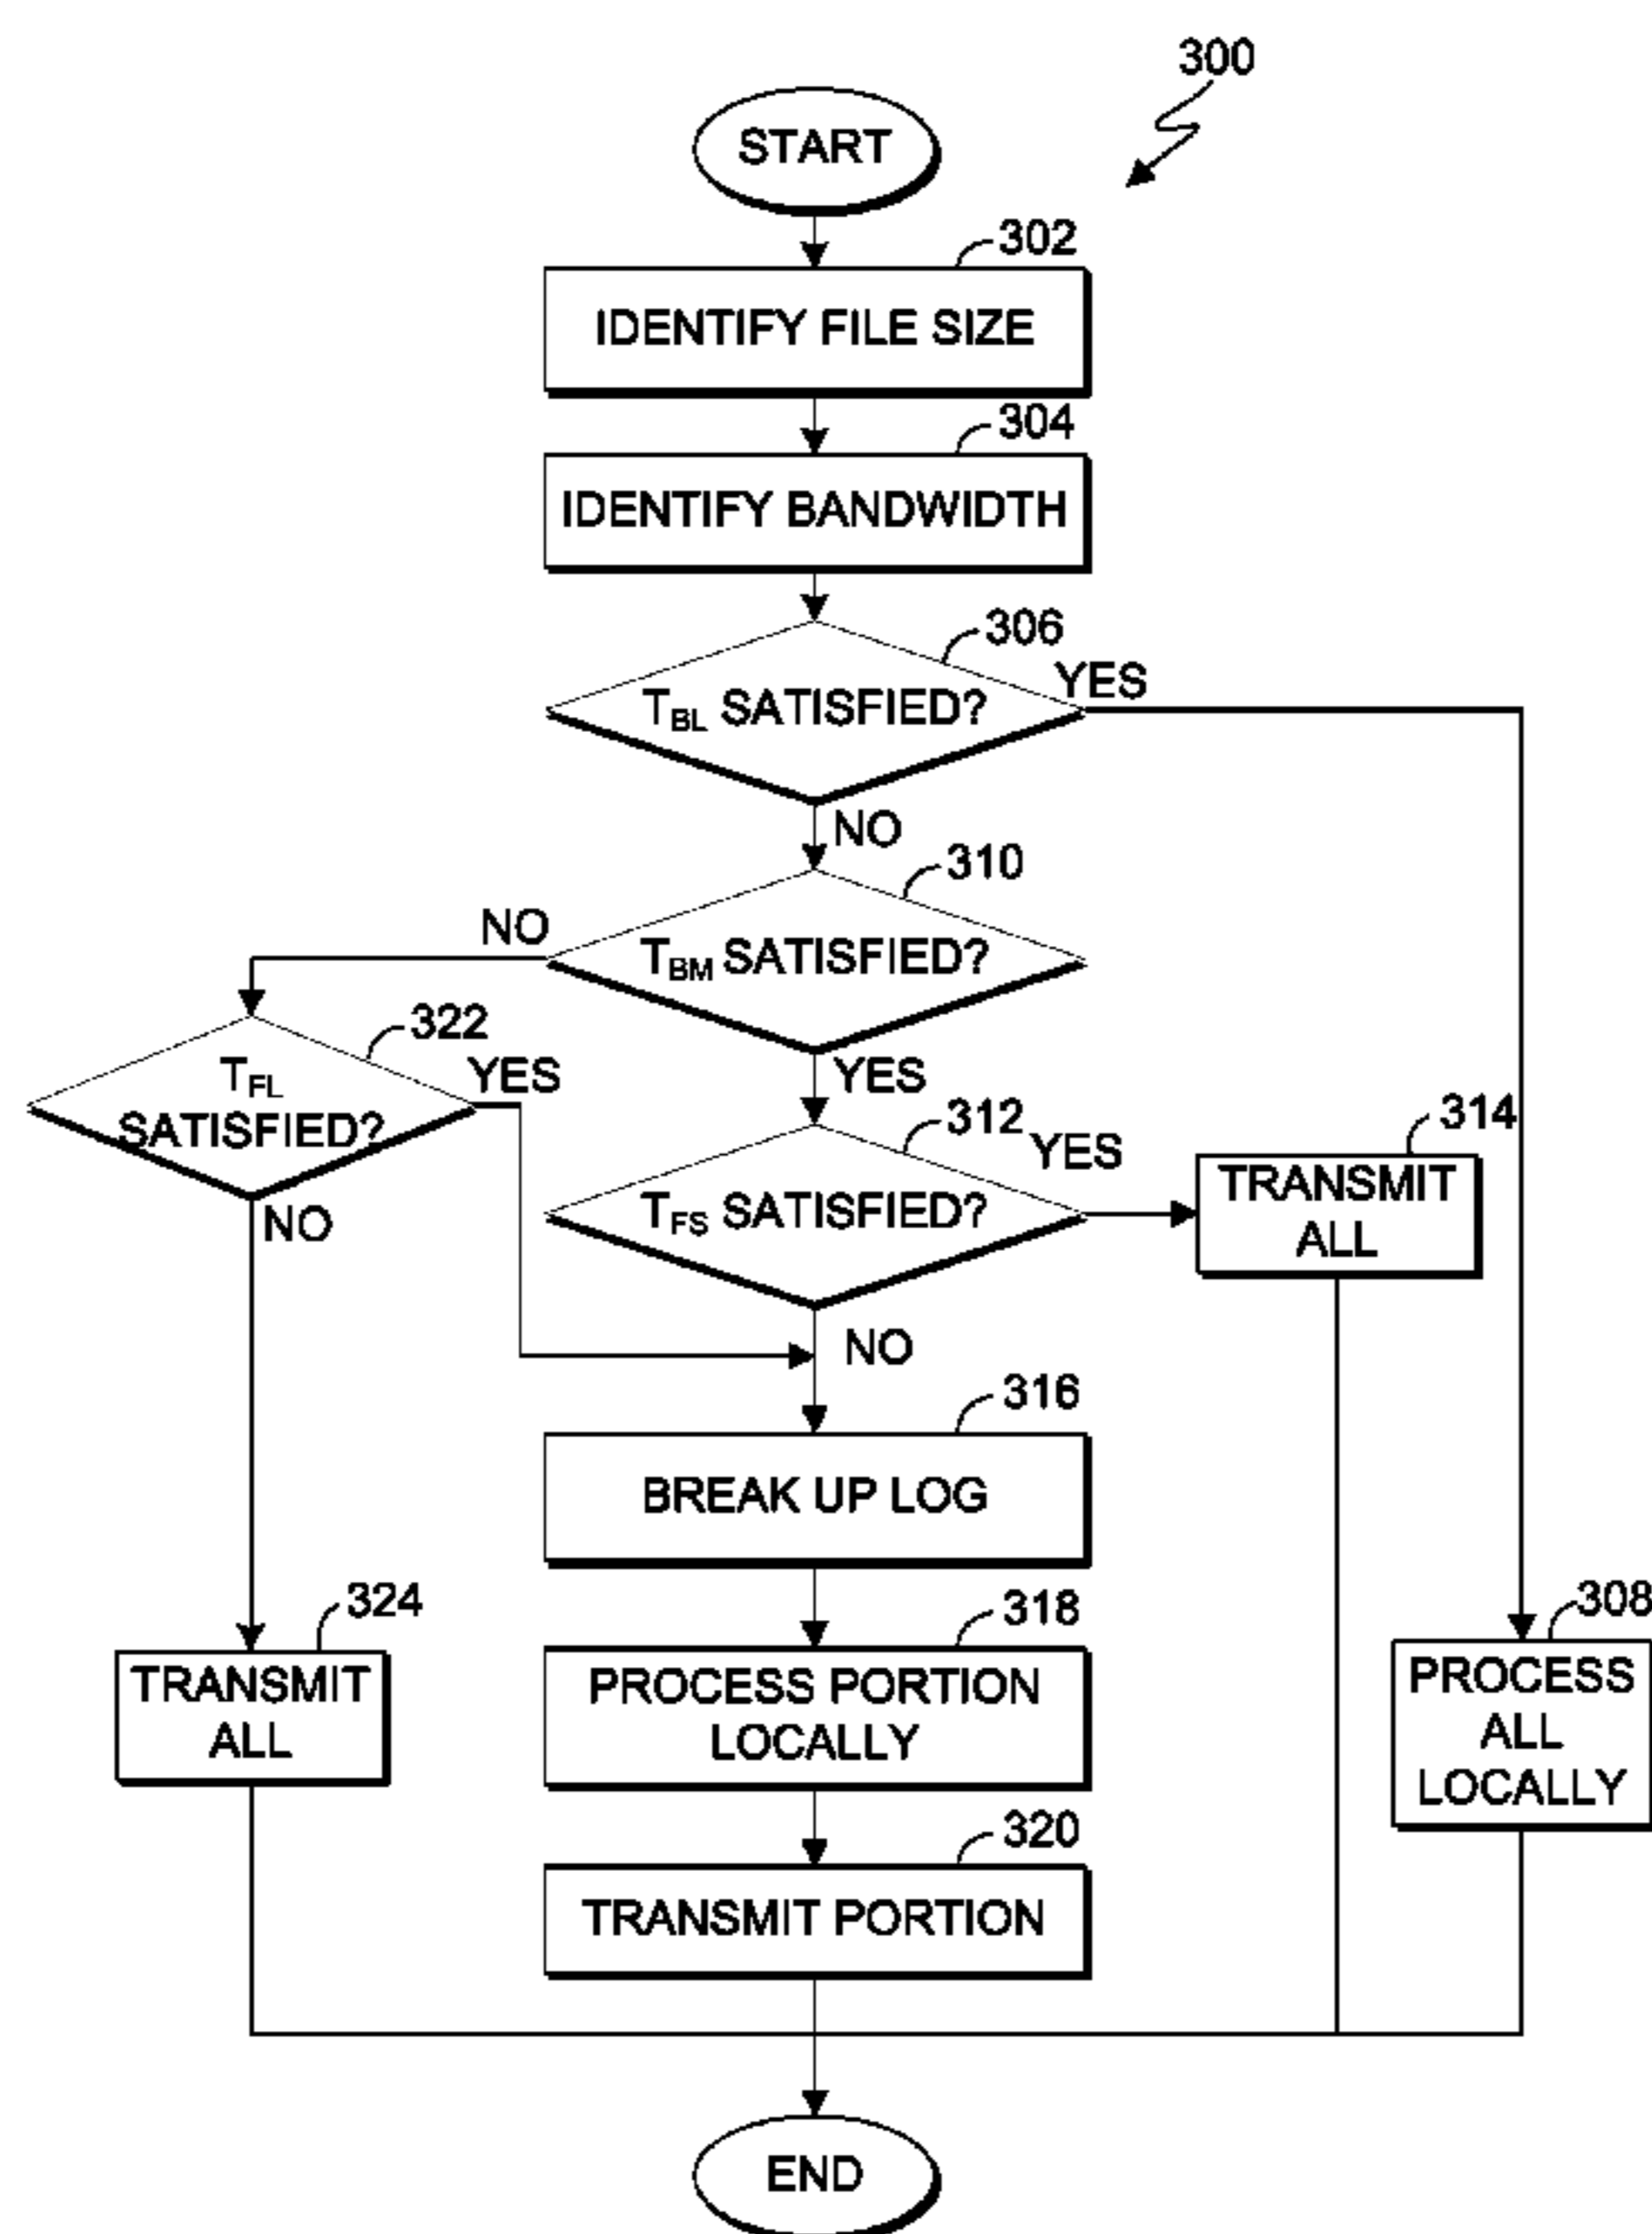 300
START
302
IDENTIFY FILE SIZE
304
IDENTIFY BANDWIDTH
306
YES
TBL SATISFIED?
NO
310
NO
TBM SATISFIED?
322
YES
YES
TFL
SATISFIED?
312
YES
314
TRANSMIT
ALL
TFS SATISFIED?
NO
NO
316
BREAK UP LOG
324
TRANSMIT
ALL
318
PROCESS PORTION
LOCALLY
308
PROCESS
ALL
LOCALLY
320
TRANSMIT PORTION
END